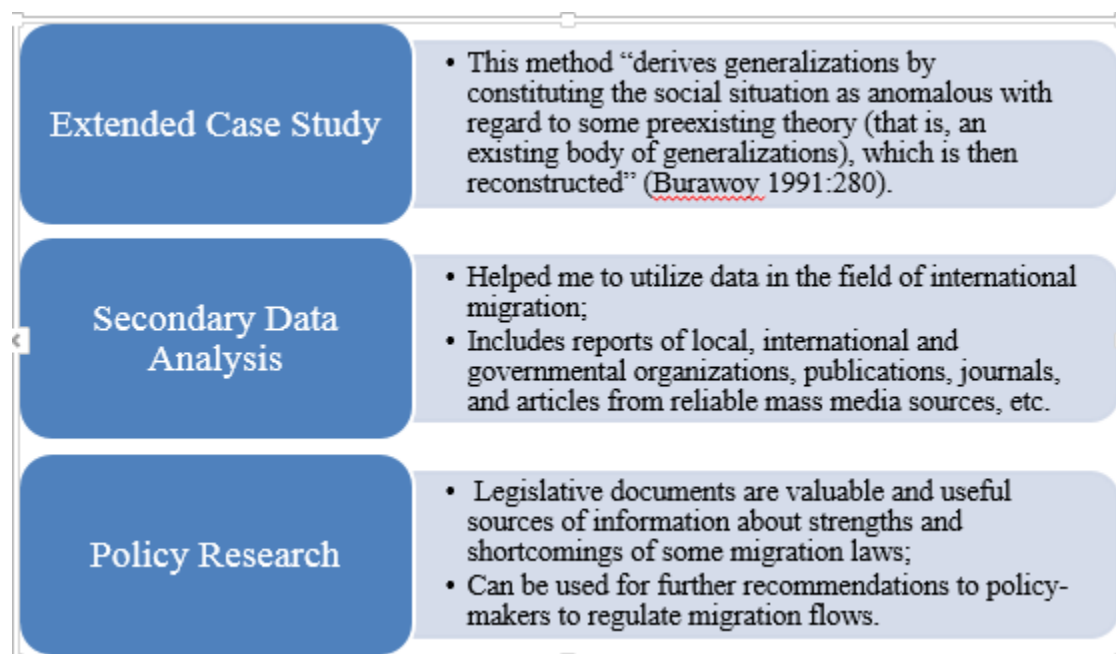 Extended Case Study
• This method “derives generalizations by
constituting the social situation as anomalous with
regard to some preexisting theory (that is, an
existing body of generalizations), which is then
reconstructed” (Burawoy 1991:280).
Secondary Data
Analysis
• Helped me to utilize data in the field of international
migration;
• Includes reports of local, international and
governmental organizations, publications, journals,
and articles from reliable mass media sources, etc.
Policy Research
• Legislative documents are valuable and useful
sources of information about strengths and
shortcomings of some migration laws;
• Can be used for further recommendations to policy-
makers to regulate migration flows.